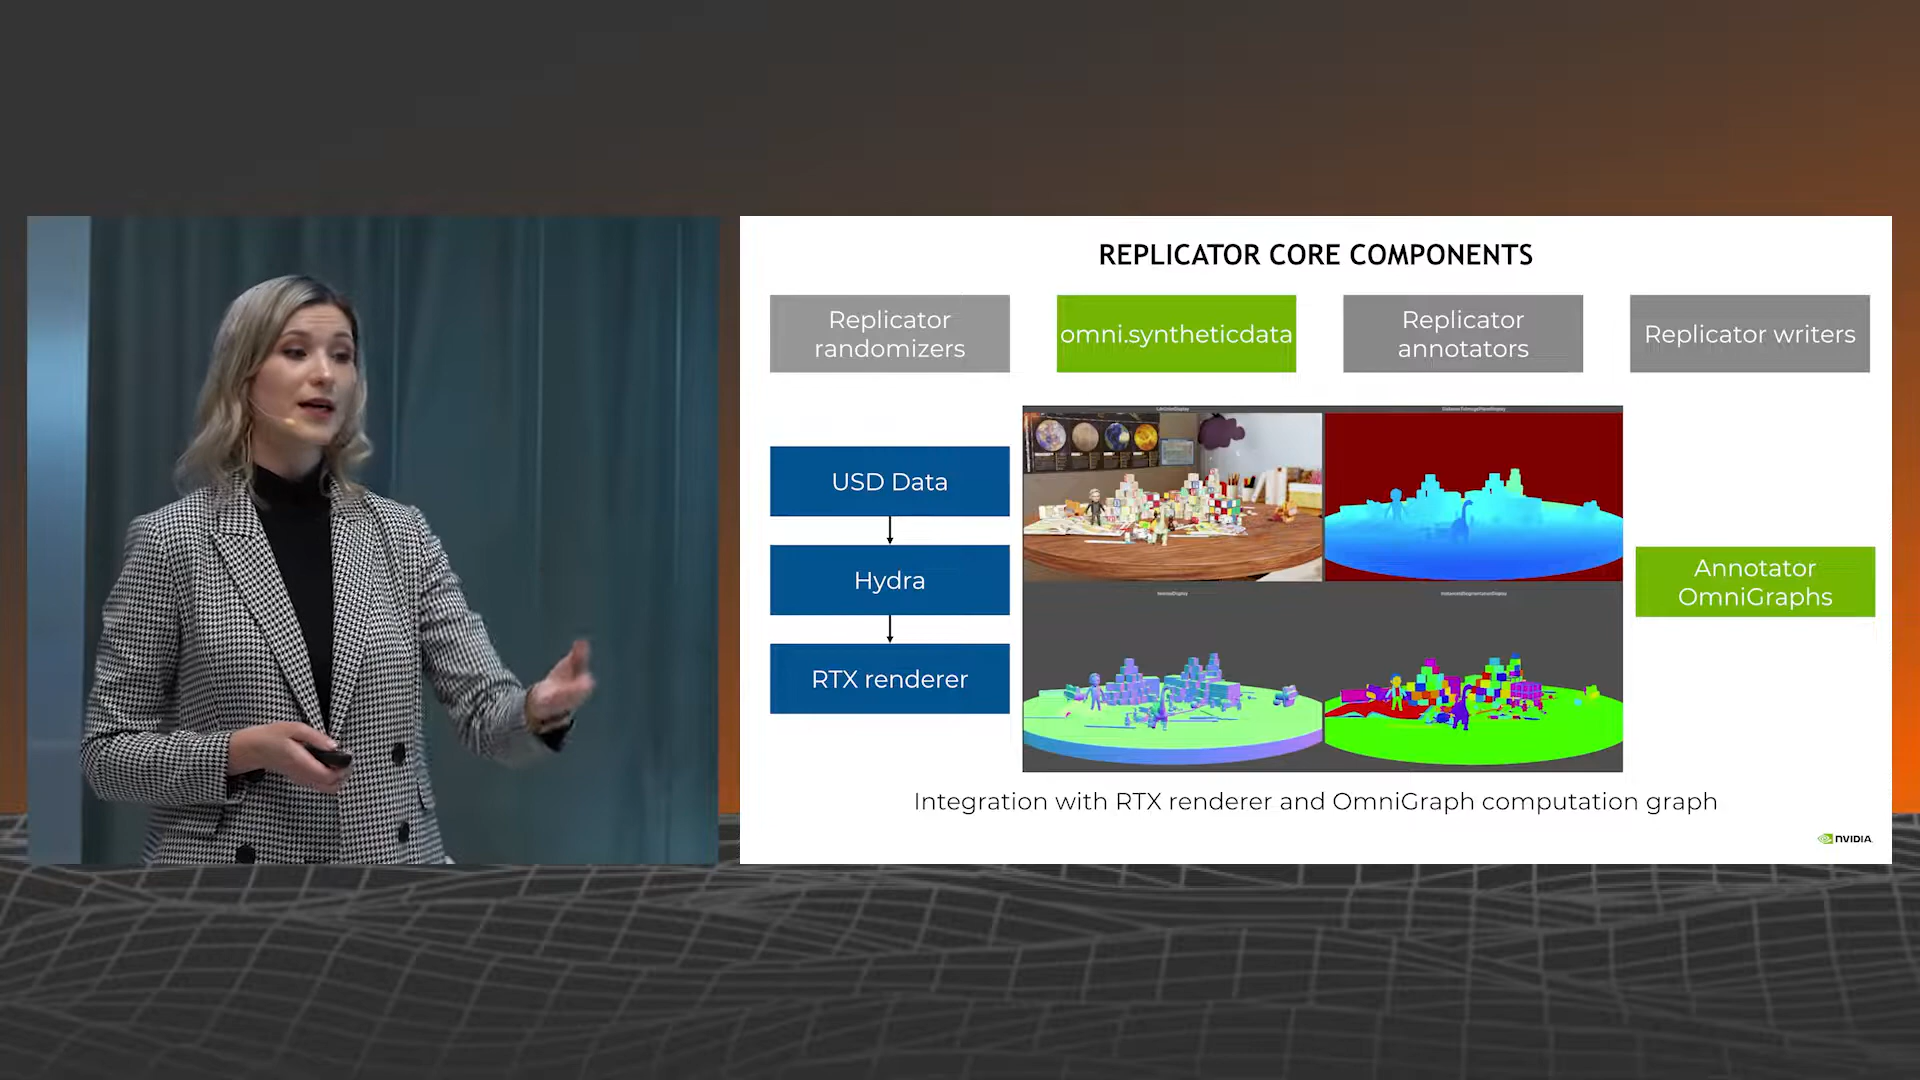 REPLICATOR CORE COMPONENTS
Replicator
randomizers
omni.syntheticdata
Replicator
annotators
Replicator writers
USD Data
Hydra
RTX renderer
Annotator
OmniGraphs
Integration with RTX renderer and OmniGraph computation graph
NVIDIA.